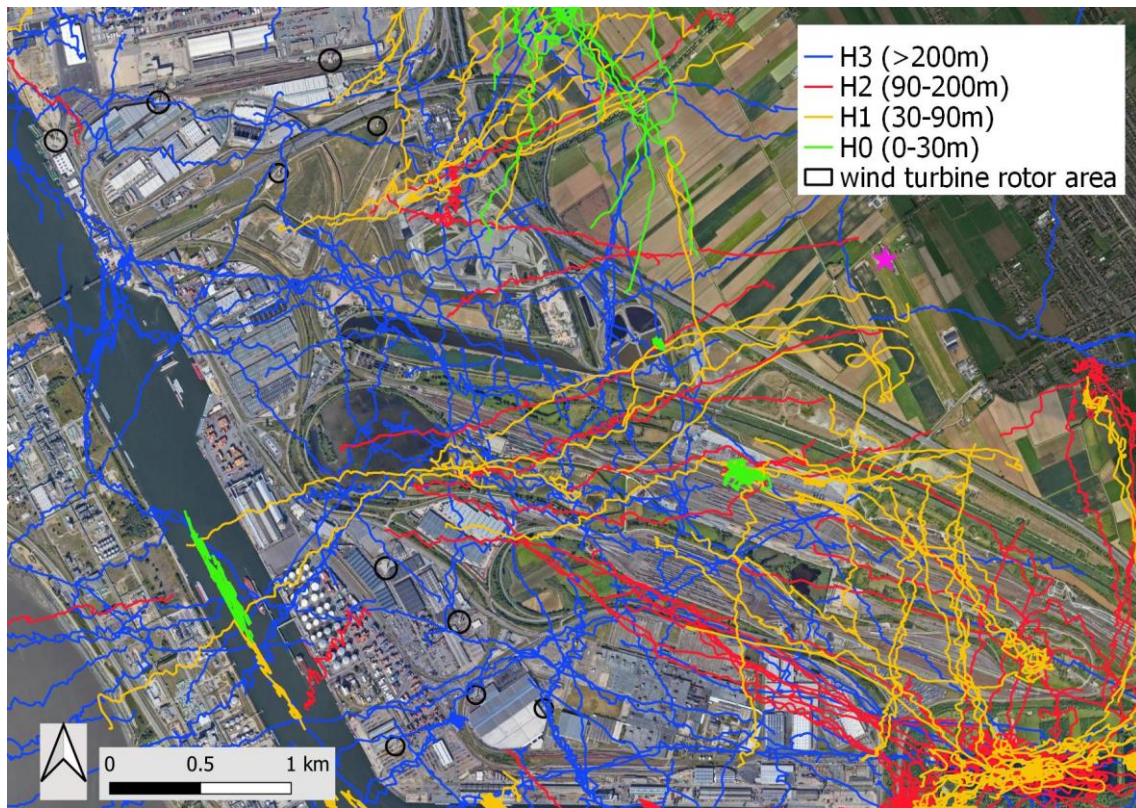 H3 (>200m)
H2 (90-200m)
H1 (30-90m)
H0 (0-30m)
wind turbine rotor area
0 0.5 1 km